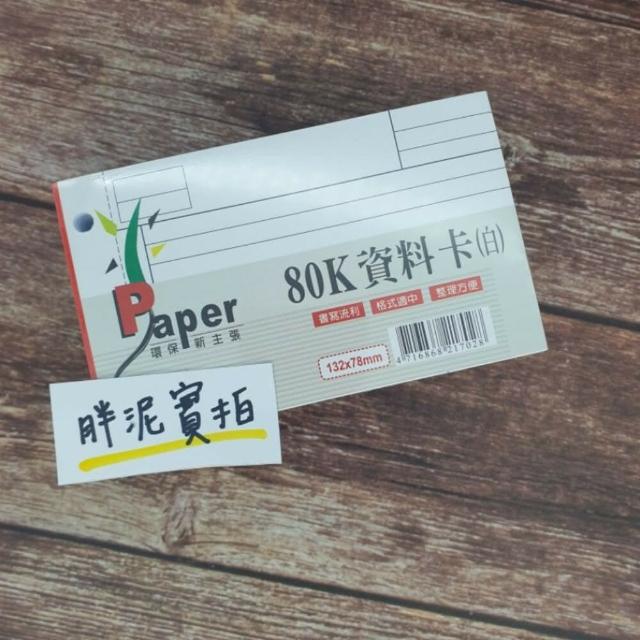 80K資料卡(白)
書寫流利 格式適中 整理方便
Paper
環保 新主張
132x78mm
4716868217028
胖泥實拍